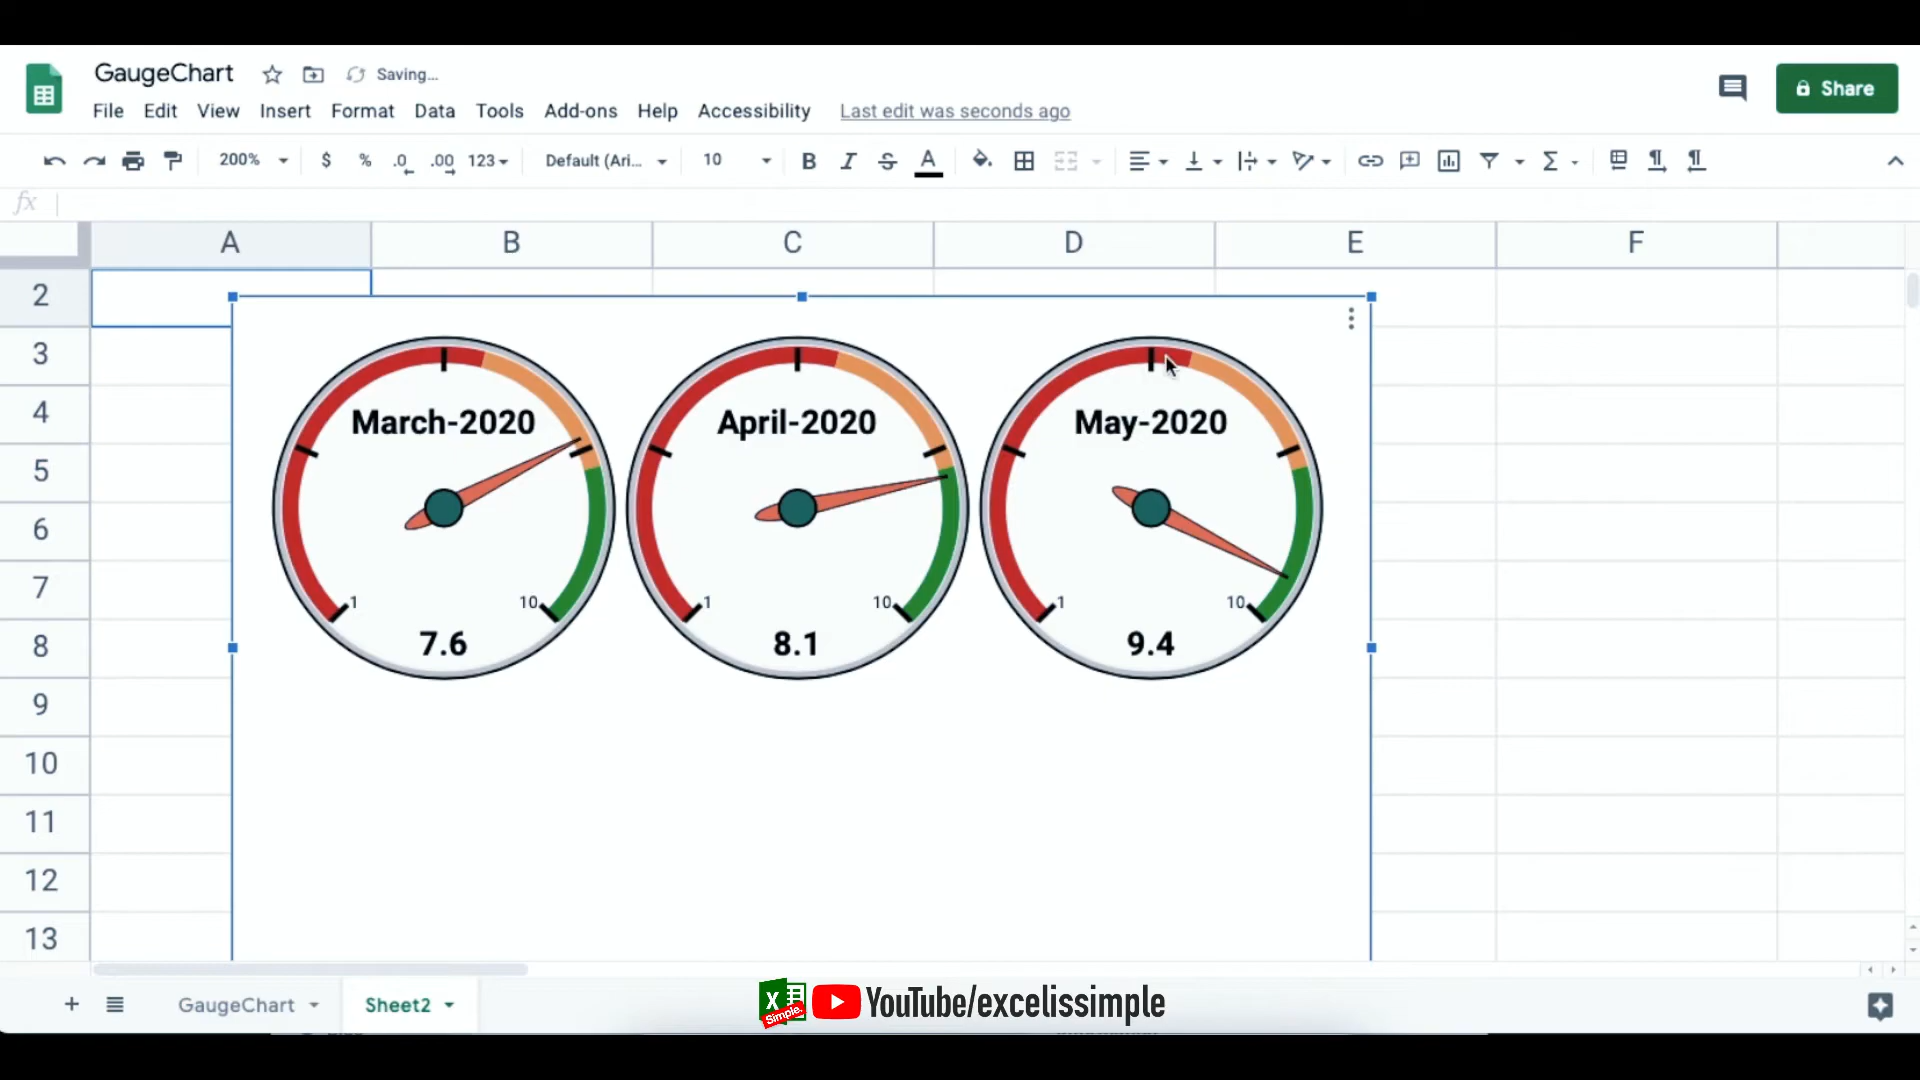 GaugeChart Saving...
File Edit View Insert Format Data Tools Add-ons Help Accessibility Last edit was seconds ago
Share
200% $ % .0 .00 123 Default (Ari... 10 B I S A
fx
A B C D E F
2
3
4
5
6
7
8
9
10
11
12
13
March-2020 April-2020 May-2020
1 10 1 10 1 10
7.6 8.1 9.4
GaugeChart Sheet2
X Simple. YouTube/excelissimple